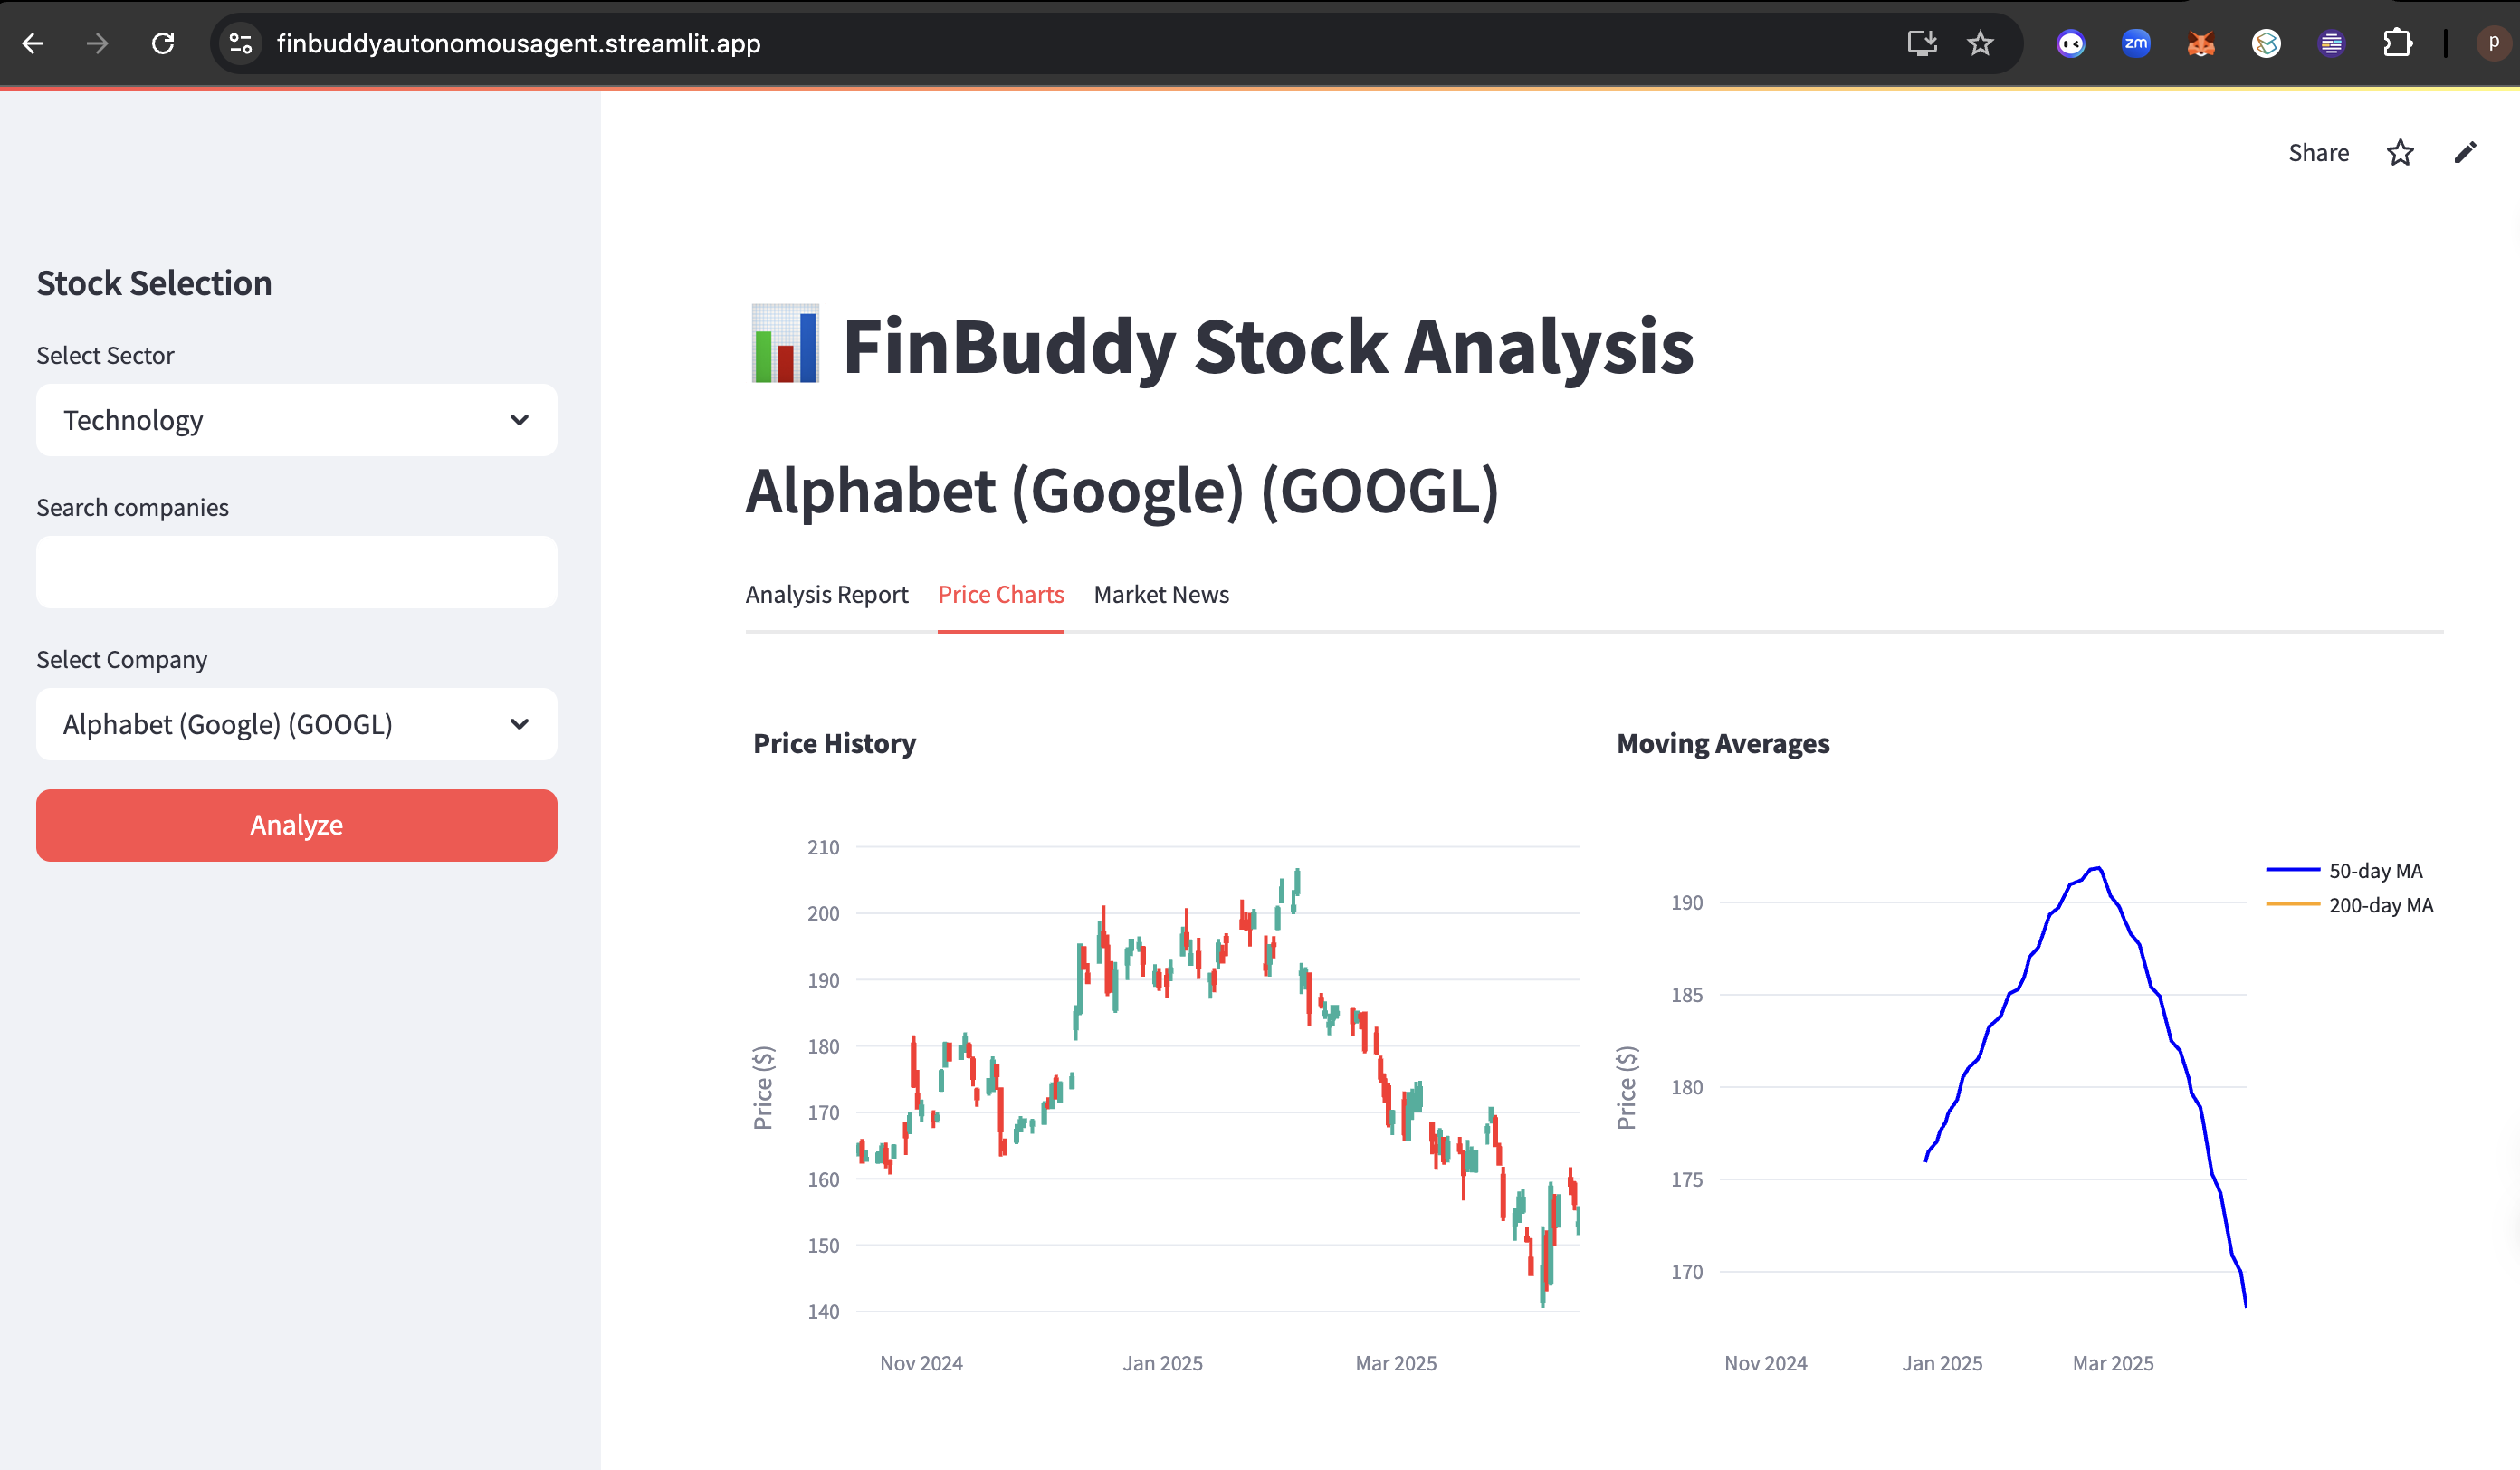 finbuddyautonomousagent.streamlit.app
zm
p
Share
Stock Selection
Select Sector
Technology
Search companies
Select Company
Alphabet (Google) (GOOGL)
Analyze
FinBuddy Stock Analysis
Alphabet (Google) (GOOGL)
Analysis Report
Price Charts
Market News
Price History
Price ($)
210
200
190
180
170
160
150
140
Nov 2024
Jan 2025
Mar 2025
Moving Averages
Price ($)
190
185
180
175
170
Nov 2024
Jan 2025
Mar 2025
50-day MA
200-day MA